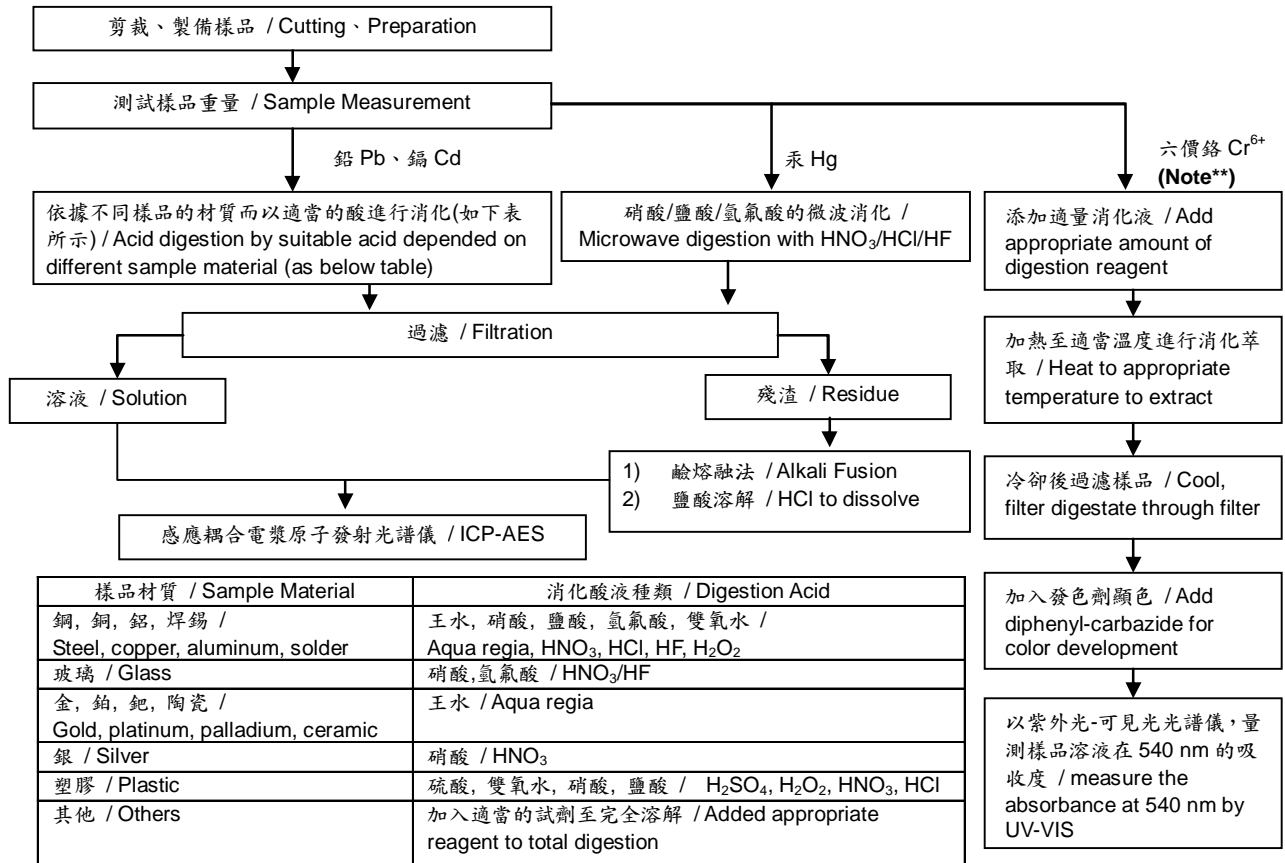 剪裁、製備樣品 / Cutting、Preparation
測試樣品重量 / Sample Measurement
鉛 Pb、鎘 Cd
汞 Hg
六價鉻 Cr⁶⁺
(Note**)
依據不同樣品的材質而以適當的酸進行消化(如下表
所示) / Acid digestion by suitable acid depended on
different sample material (as below table)
硝酸/鹽酸/氫氟酸的微波消化 /
Microwave digestion with HNO₃/HCl/HF
添加適量消化液 / Add
appropriate amount of
digestion reagent
過濾 / Filtration
加熱至適當溫度進行消化萃
取 / Heat to appropriate
temperature to extract
溶液 / Solution
殘渣 / Residue
1) 鹼熔融法 / Alkali Fusion
2) 鹽酸溶解 / HCl to dissolve
冷卻後過濾樣品 / Cool,
filter digestate through filter
感應耦合電漿原子發射光譜儀 / ICP-AES
加入發色劑顯色 / Add
diphenyl-carbazide for
color development
以紫外光-可見光光譜儀，量
測樣品溶液在 540 nm 的吸
收度 / measure the
absorbance at 540 nm by
UV-VIS
樣品材質 / Sample Material
消化酸液種類 / Digestion Acid
鋼, 銅, 鋁, 焊錫 /
Steel, copper, aluminum, solder
王水, 硝酸, 鹽酸, 氫氟酸, 雙氧水 /
Aqua regia, HNO₃, HCl, HF, H₂O₂
玻璃 / Glass
硝酸,氫氟酸 / HNO₃/HF
金, 鉑, 鈀, 陶瓷 /
Gold, platinum, palladium, ceramic
王水 / Aqua regia
銀 / Silver
硝酸 / HNO₃
塑膠 / Plastic
硫酸, 雙氧水, 硝酸, 鹽酸 / H₂SO₄, H₂O₂, HNO₃, HCl
其他 / Others
加入適當的試劑至完全溶解 / Added appropriate
reagent to total digestion